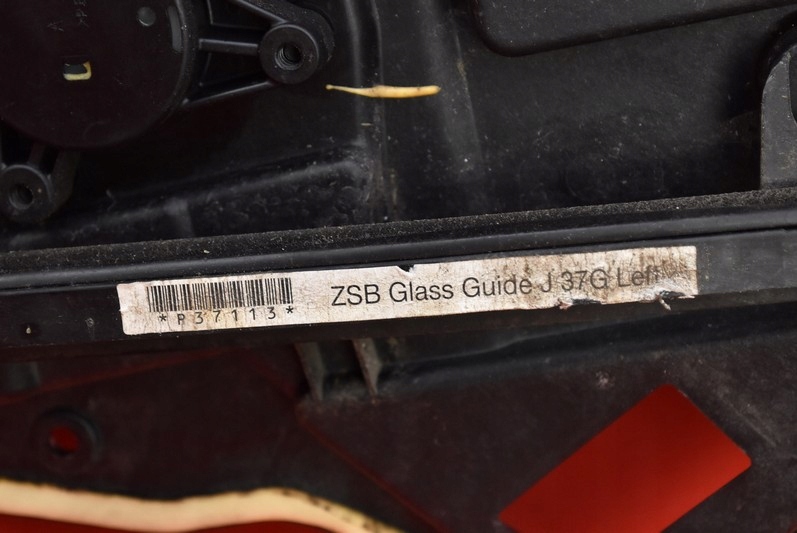 ZSB Glass Guide J 37G Left
*P37113*